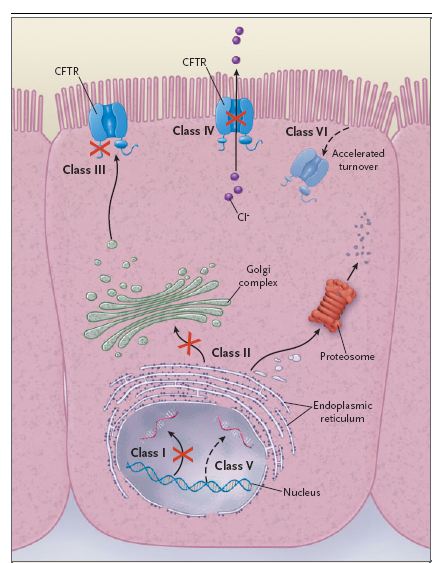 CFTR
CFTR
Class IV
Class VI
Accelerated
turnover
Class III
Cl-
Golgi
complex
Class II
Proteosome
Endoplasmic
reticulum
Class I
Class V
Nucleus